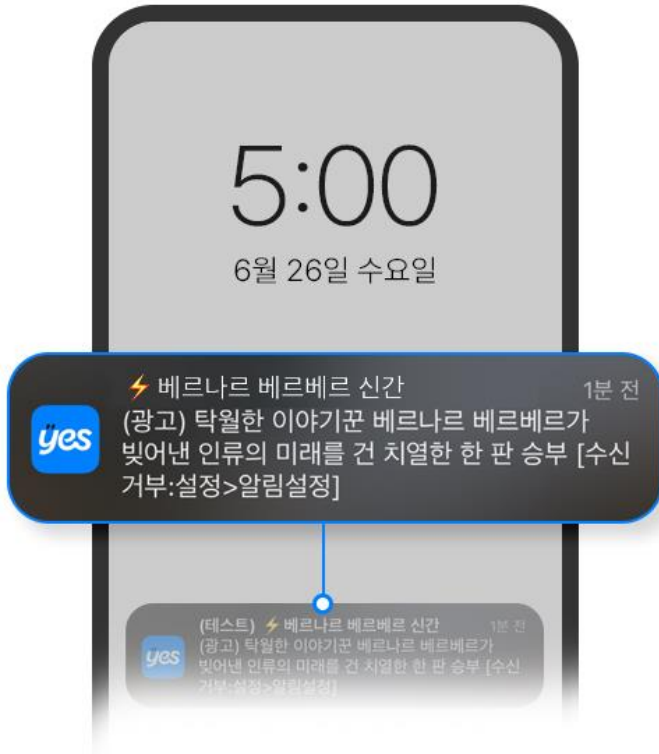 5:00
6월 26일 수요일
⚡ 베르나르 베르베르 신간
1분 전
yes
(광고) 탁월한 이야기꾼 베르나르 베르베르가
빚어낸 인류의 미래를 건 치열한 한 판 승부 [수신
거부:설정>알림설정]
(테스트) ⚡ 베르나르 베르베르 신간
1분 전
yes
(광고) 탁월한 이야기꾼 베르나르 베르베르가
빚어낸 인류의 미래를 건 치열한 한 판 승부 [수신
거부:설정>알림설정]